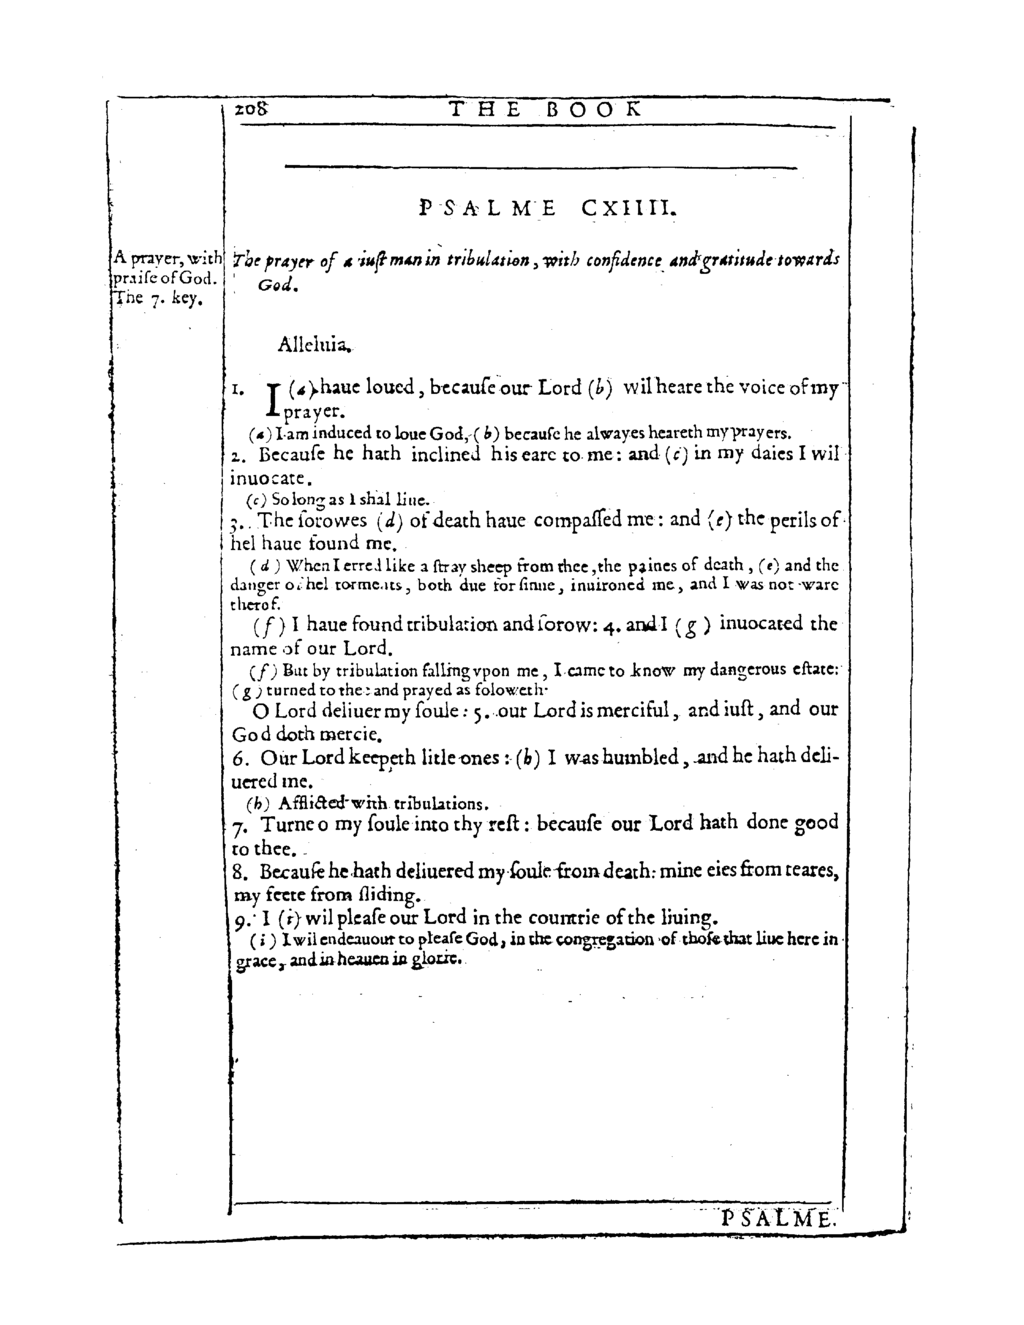 208 THE BOOK
PSALME CXIIII.
A prayer, with
praiſe of God.
The 7. key.
The prayer of a iuſt man in tribulation, with confidence and gratitude towards
God.
Alleluia.
1. I (a) haue loued, becauſe our Lord (b) wil heare the voice of my
prayer.
(a) I am induced to loue God, (b) becauſe he alwayes heareth my prayers.
2. Becauſe he hath inclined his eare to me: and (c) in my daies I wil
inuocate.
(c) So long as I shal liue.
3. The ſorowes (d) of death haue compaſſed me: and (e) the perils of
hel haue found me.
(d) When I erred like a ſtray sheep from thee, the paines of death, (e) and the
danger of hel torments, both due for ſinne, inuironed me, and I was not ware
therof.
(f) I haue found tribulation and ſorow: 4. and I (g) inuocated the
name of our Lord.
(f) But by tribulation falling vpon me, I came to know my dangerous eſtate:
(g) turned to the: and prayed as foloweth.
O Lord deliuer my ſoule: 5. our Lord is merciful, and iuſt, and our
God doth mercie.
6. Our Lord keepeth litle ones: (h) I was humbled, and he hath deli-
uered me.
(h) Afflicted with tribulations.
7. Turne o my ſoule into thy reſt: becauſe our Lord hath done good
to thee.
8. Becauſe he hath deliuered my ſoule from death: mine eies from teares,
my feete from ſliding.
9. I (i) wil pleaſe our Lord in the countrie of the liuing.
(i) I wil endeauour to pleaſe God, in the congregation of thoſe that liue here in
grace, and in heauen in glorie.
PSALME.